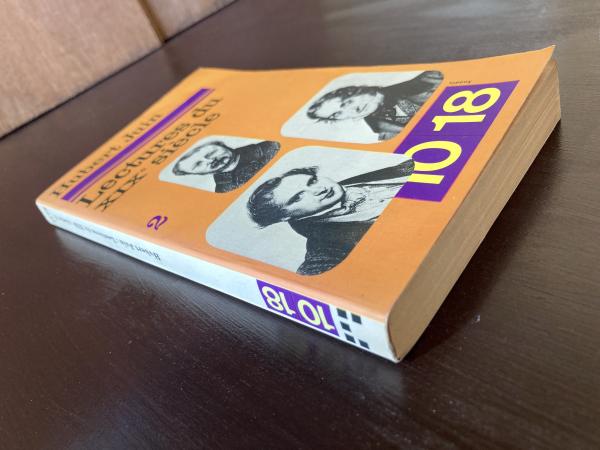 Hubert Juin
Lectures du
XIXe siècle
2
10 18
10 18